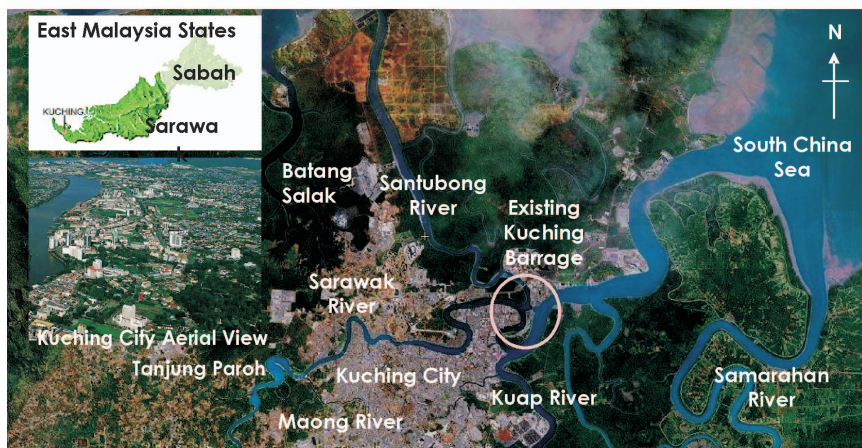 East Malaysia States
Sabah
KUCHING
Sarawa
k
N
South China
Sea
Batang
Salak
Santubong
River
Existing
Kuching
Barrage
Sarawak
River
Kuching City Aerial View
Tanjung Paroh
Kuching City
Kuap River
Samarahan
River
Maong River